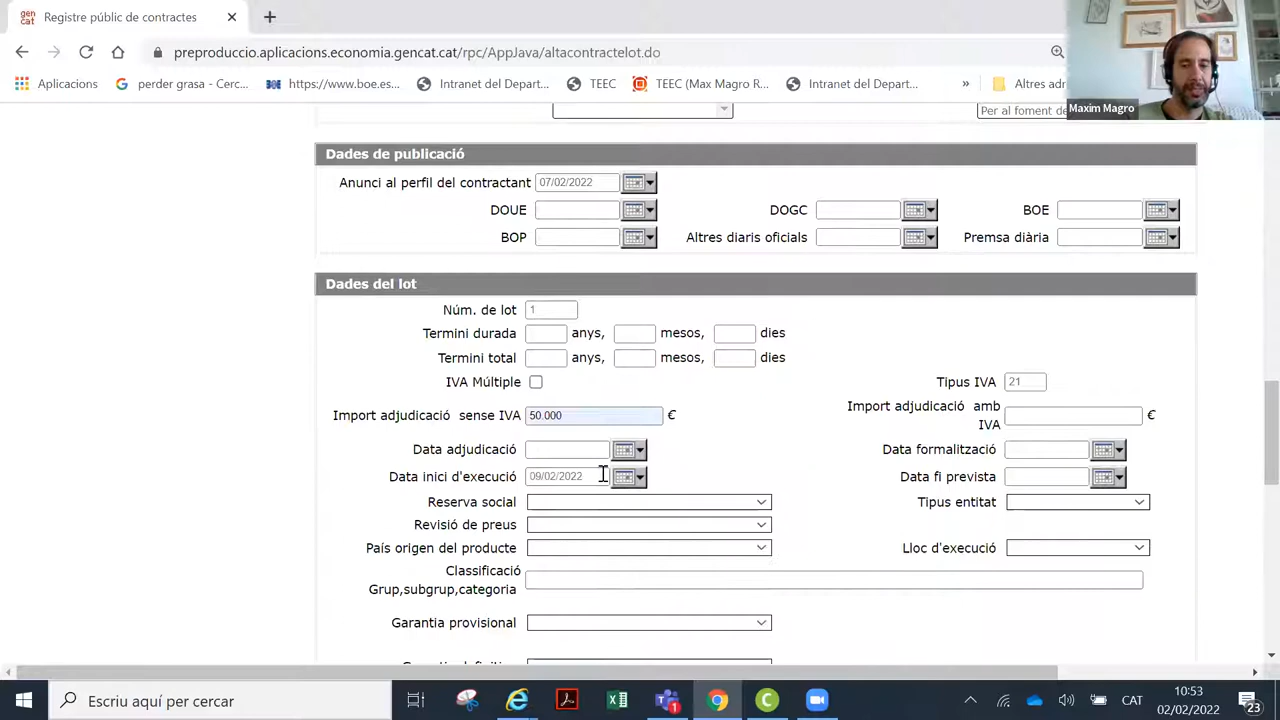 gen
cat
Registre públic de contractes
preproduccio.aplicacions.economia.gencat.cat/rpc/AppJava/altacontractelot.do
Aplicacions
perder grasa - Cerc...
https://www.boe.es...
Intranet del Depart...
TEEC
TEEC (Max Magro R...
Intranet del Depart...
»
Altres adr
Maxim Magro
Per al foment de
Dades de publicació
Anunci al perfil del contractant 07/02/2022
DOUE DOGC BOE
BOP Altres diaris oficials Premsa diària
Dades del lot
Núm. de lot 1
Termini durada anys, mesos, dies
Termini total anys, mesos, dies
IVA Múltiple Tipus IVA 21
Import adjudicació sense IVA 50.000 € Import adjudicació amb IVA €
Data adjudicació Data formalització
Data inici d'execució 09/02/2022 Data fi prevista
Reserva social Tipus entitat
Revisió de preus
País origen del producte Lloc d'execució
Classificació
Grup,subgrup,categoria
Garantia provisional
Escriu aquí per cercar
CAT
10:53
02/02/2022
23